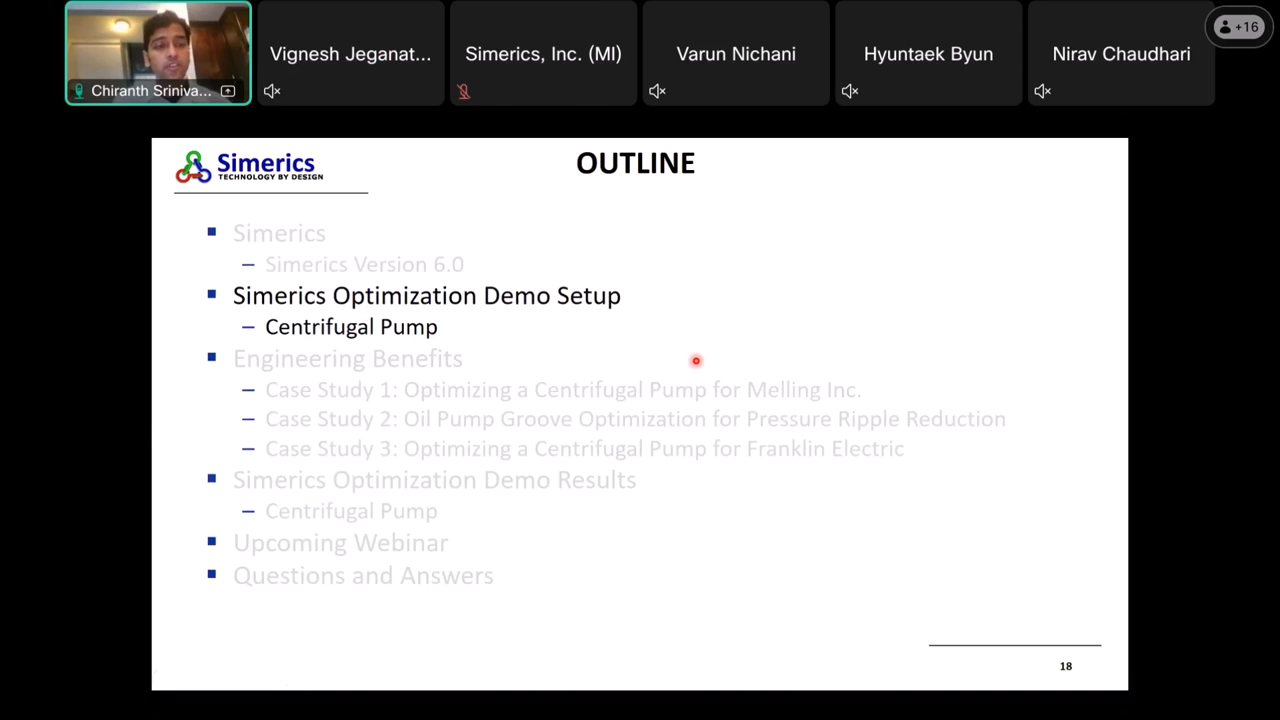 Chiranth Sriniva...
Vignesh Jeganat...
Simerics, Inc. (MI)
Varun Nichani
Hyuntaek Byun
Nirav Chaudhari
+16
Simerics
TECHNOLOGY BY DESIGN
OUTLINE
Simerics
– Simerics Version 6.0
Simerics Optimization Demo Setup
– Centrifugal Pump
Engineering Benefits
– Case Study 1: Optimizing a Centrifugal Pump for Melling Inc.
– Case Study 2: Oil Pump Groove Optimization for Pressure Ripple Reduction
– Case Study 3: Optimizing a Centrifugal Pump for Franklin Electric
Simerics Optimization Demo Results
– Centrifugal Pump
Upcoming Webinar
Questions and Answers
18